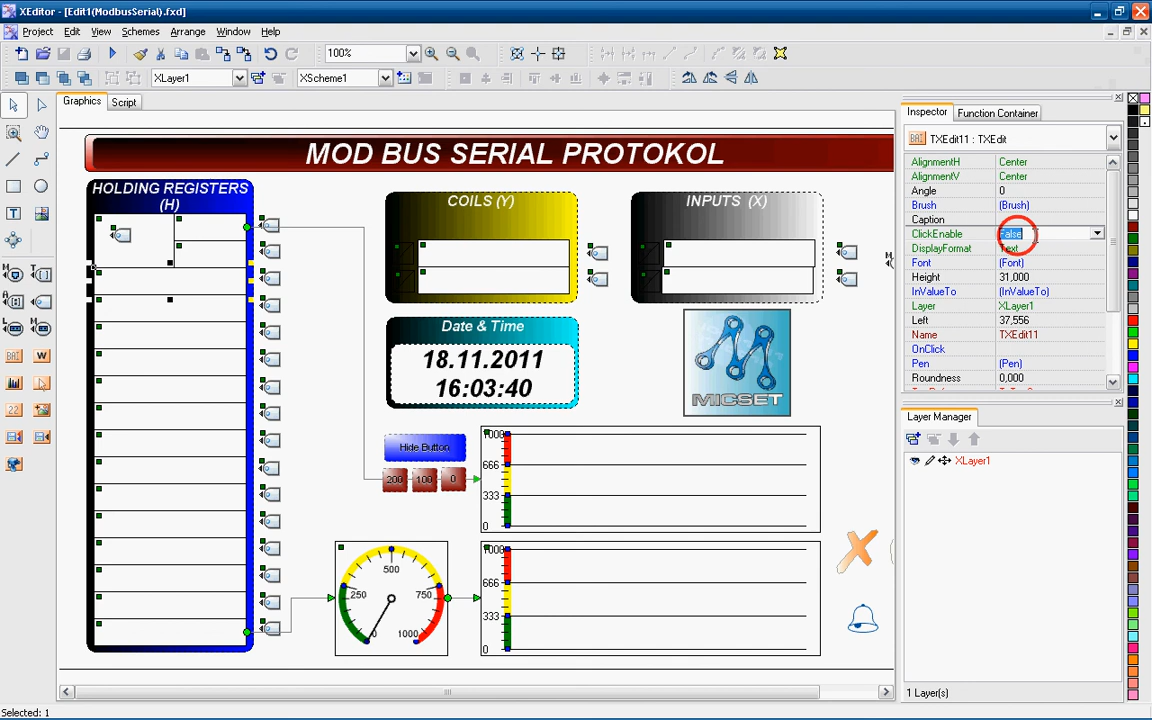 XEditor - [Edit1(ModbusSerial).fxd]
Project Edit View Schemes Arrange Window Help
100%
XLayer1 XScheme1
Graphics Script
MOD BUS SERIAL PROTOKOL
HOLDING REGISTERS
(H)
COILS (Y)
INPUTS (X)
Date & Time
18.11.2011
16:03:40
MICSET
Hide Button
200 100 0
1000
666
333
0
500
250 750
0 1000
1000
666
333
0
Inspector Function Container
TXEdit11 : TXEdit
AlignmentH Center
AlignmentV Center
Angle 0
Brush (Brush)
Caption
ClickEnable False
DisplayFormat Text
Font (Font)
Height 31,000
InValueTo (InValueTo)
Layer XLayer1
Left 37,556
Name TXEdit11
OnClick
Pen (Pen)
Roundness 0,000
Layer Manager
XLayer1
1 Layer(s)
Selected: 1